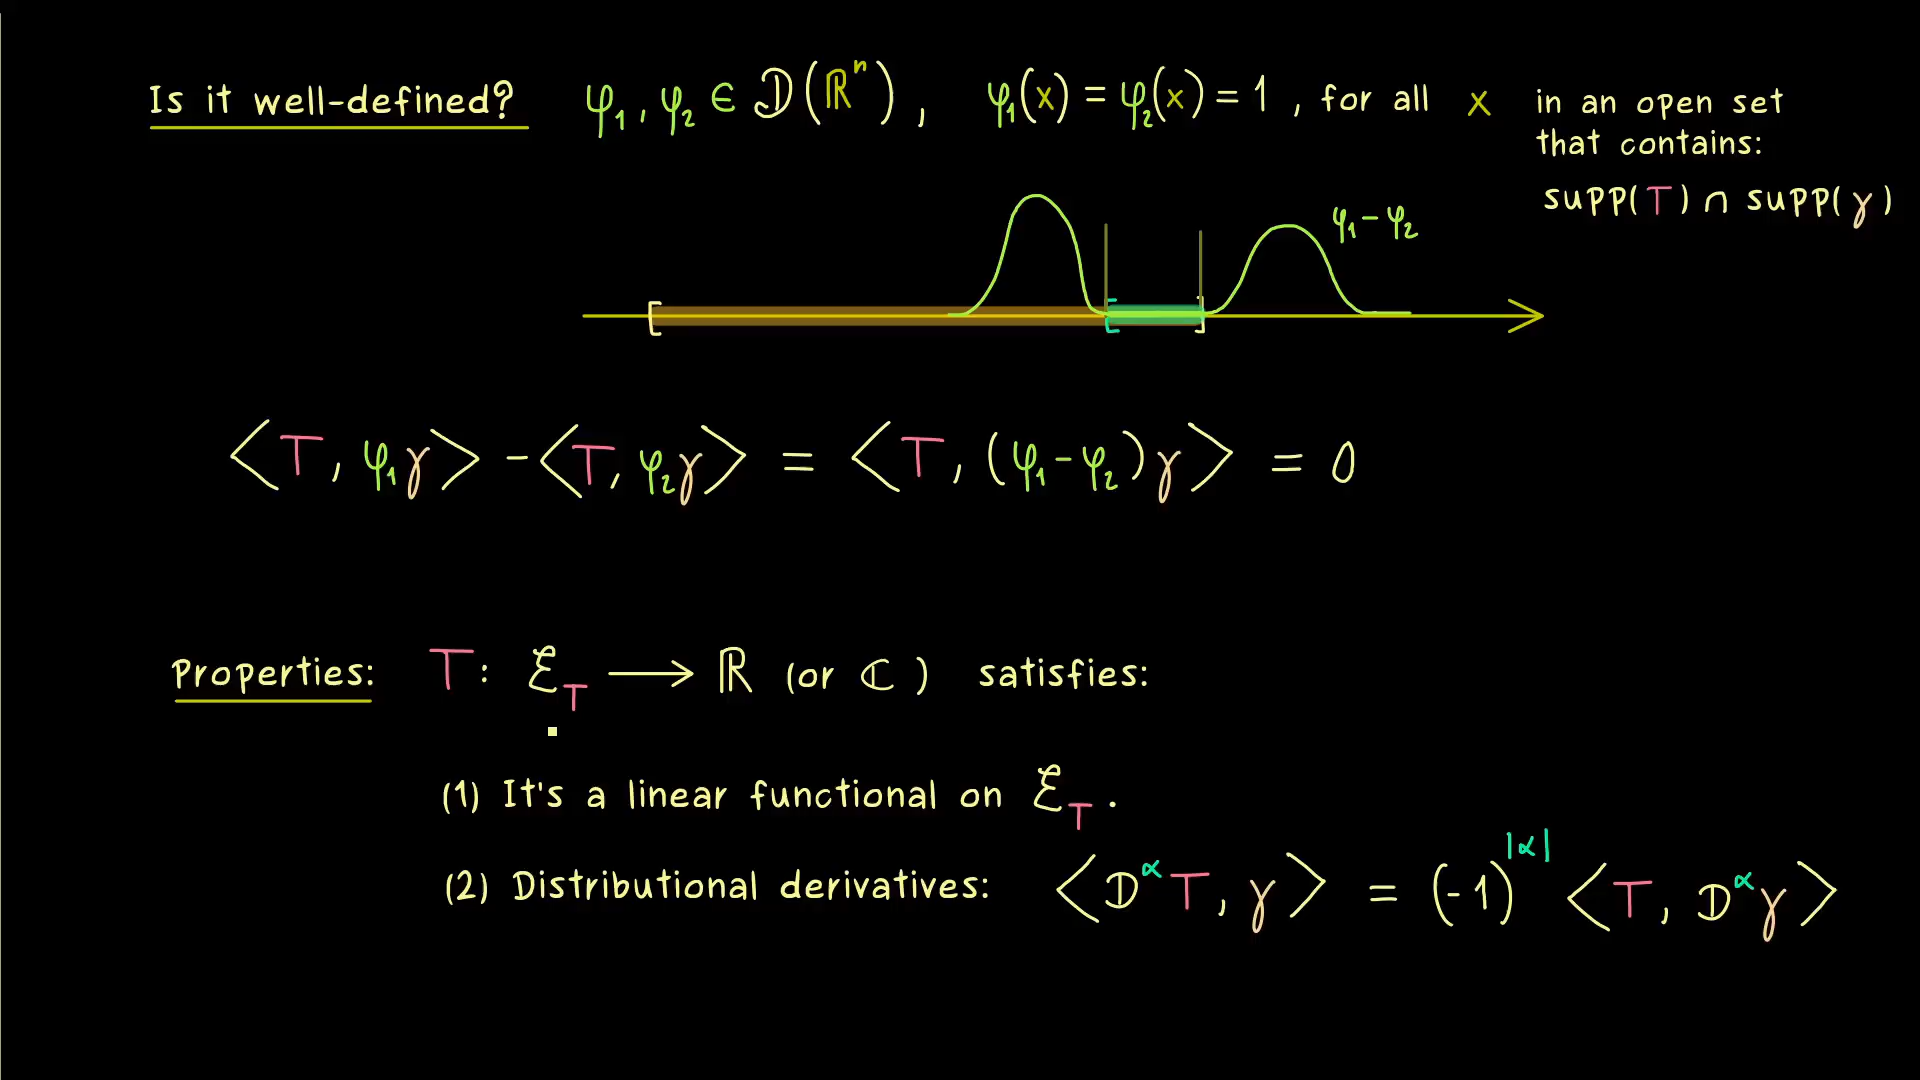 Is it well-defined? φ₁, φ₂ ∈ 𝒟(ℝⁿ), φ₁(x) = φ₂(x) = 1, for all x in an open set
that contains:
supp(T) ∩ supp(γ)
φ₁ - φ₂
⟨T, φ₁γ⟩ - ⟨T, φ₂γ⟩ = ⟨T, (φ₁ - φ₂)γ⟩ = 0
Properties: T: ℰ_T ⟶ ℝ (or ℂ) satisfies:
(1) It's a linear functional on ℰ_T.
(2) Distributional derivatives: ⟨D^α T, γ⟩ = (-1)^|α| ⟨T, D^α γ⟩